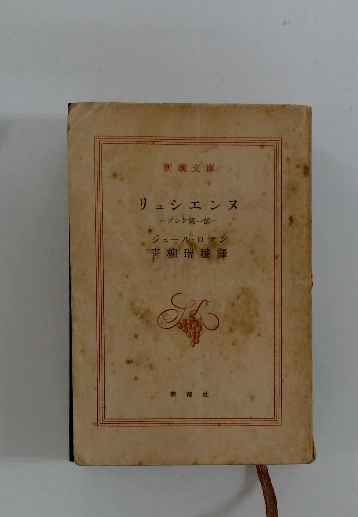 新潮文庫
リュシエンヌ
―プシケ第一部―
ジュール・ロマン
青柳瑞穂譯
新潮社